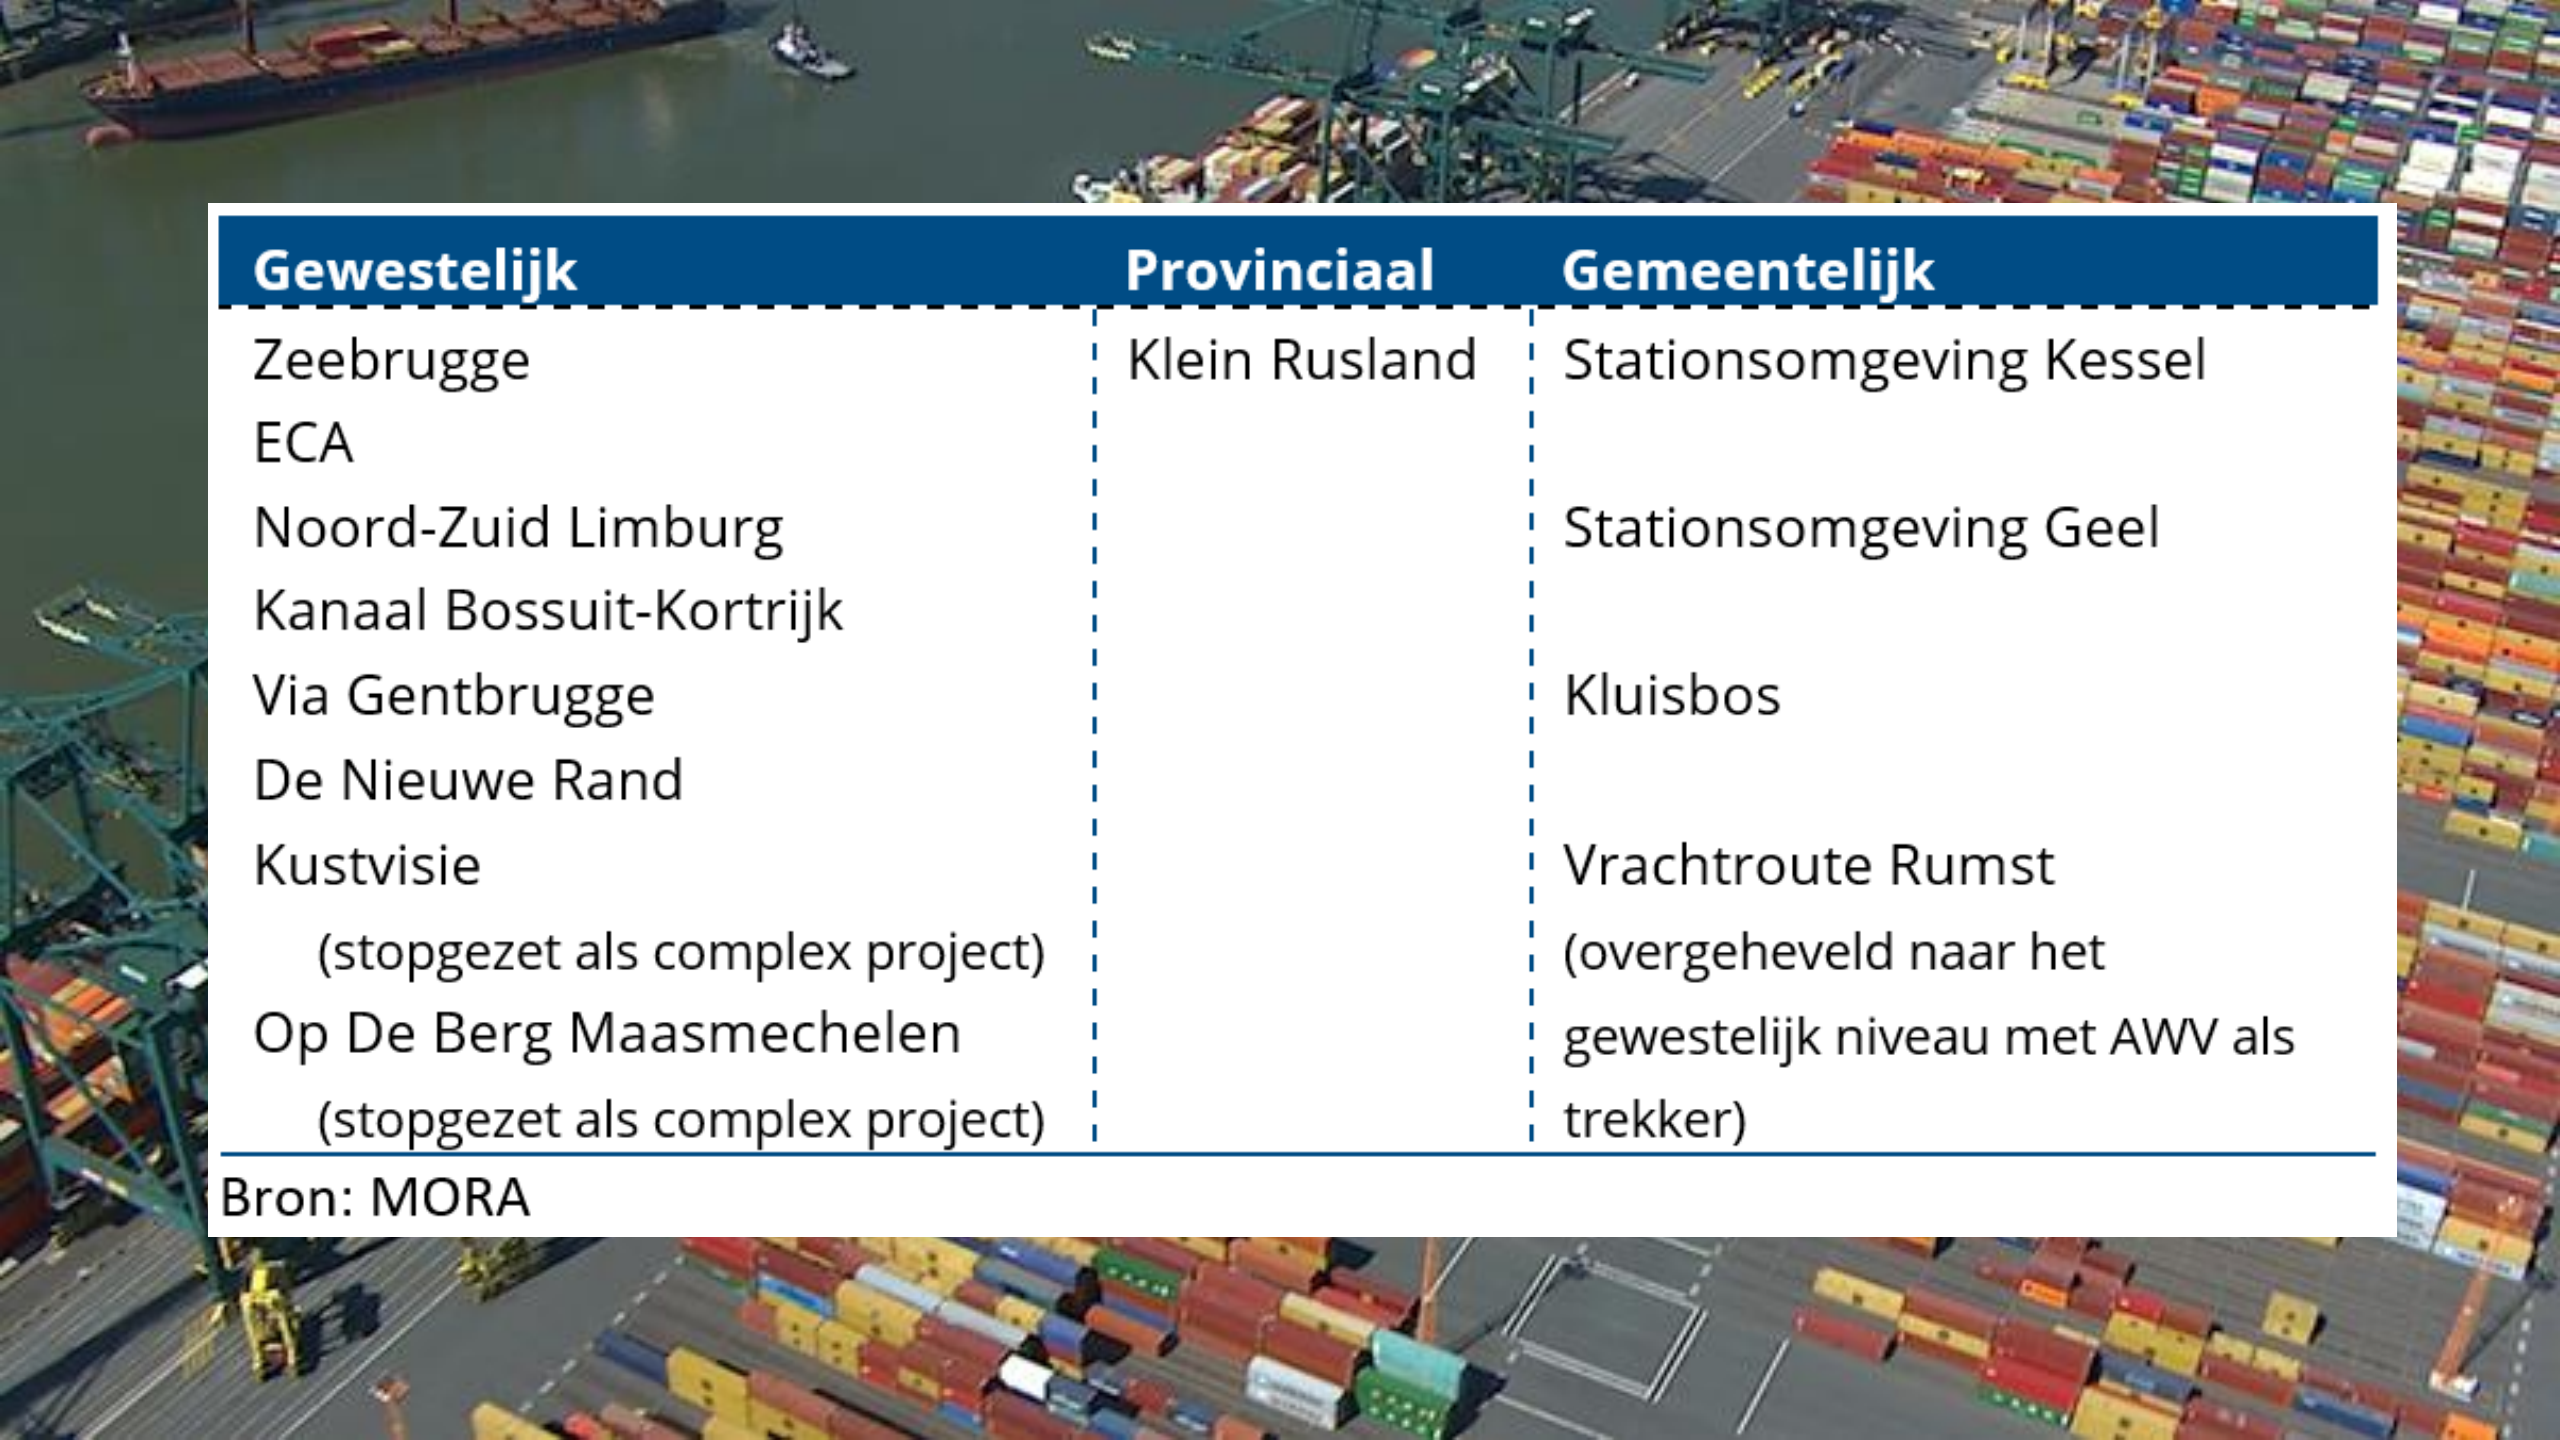 Gewestelijk Provinciaal Gemeentelijk
Zeebrugge Klein Rusland Stationsomgeving Kessel
ECA
Noord-Zuid Limburg Stationsomgeving Geel
Kanaal Bossuit-Kortrijk
Via Gentbrugge Kluisbos
De Nieuwe Rand
Kustvisie Vrachtroute Rumst
(stopgezet als complex project) (overgeheveld naar het
Op De Berg Maasmechelen gewestelijk niveau met AWV als
(stopgezet als complex project) trekker)
Bron: MORA